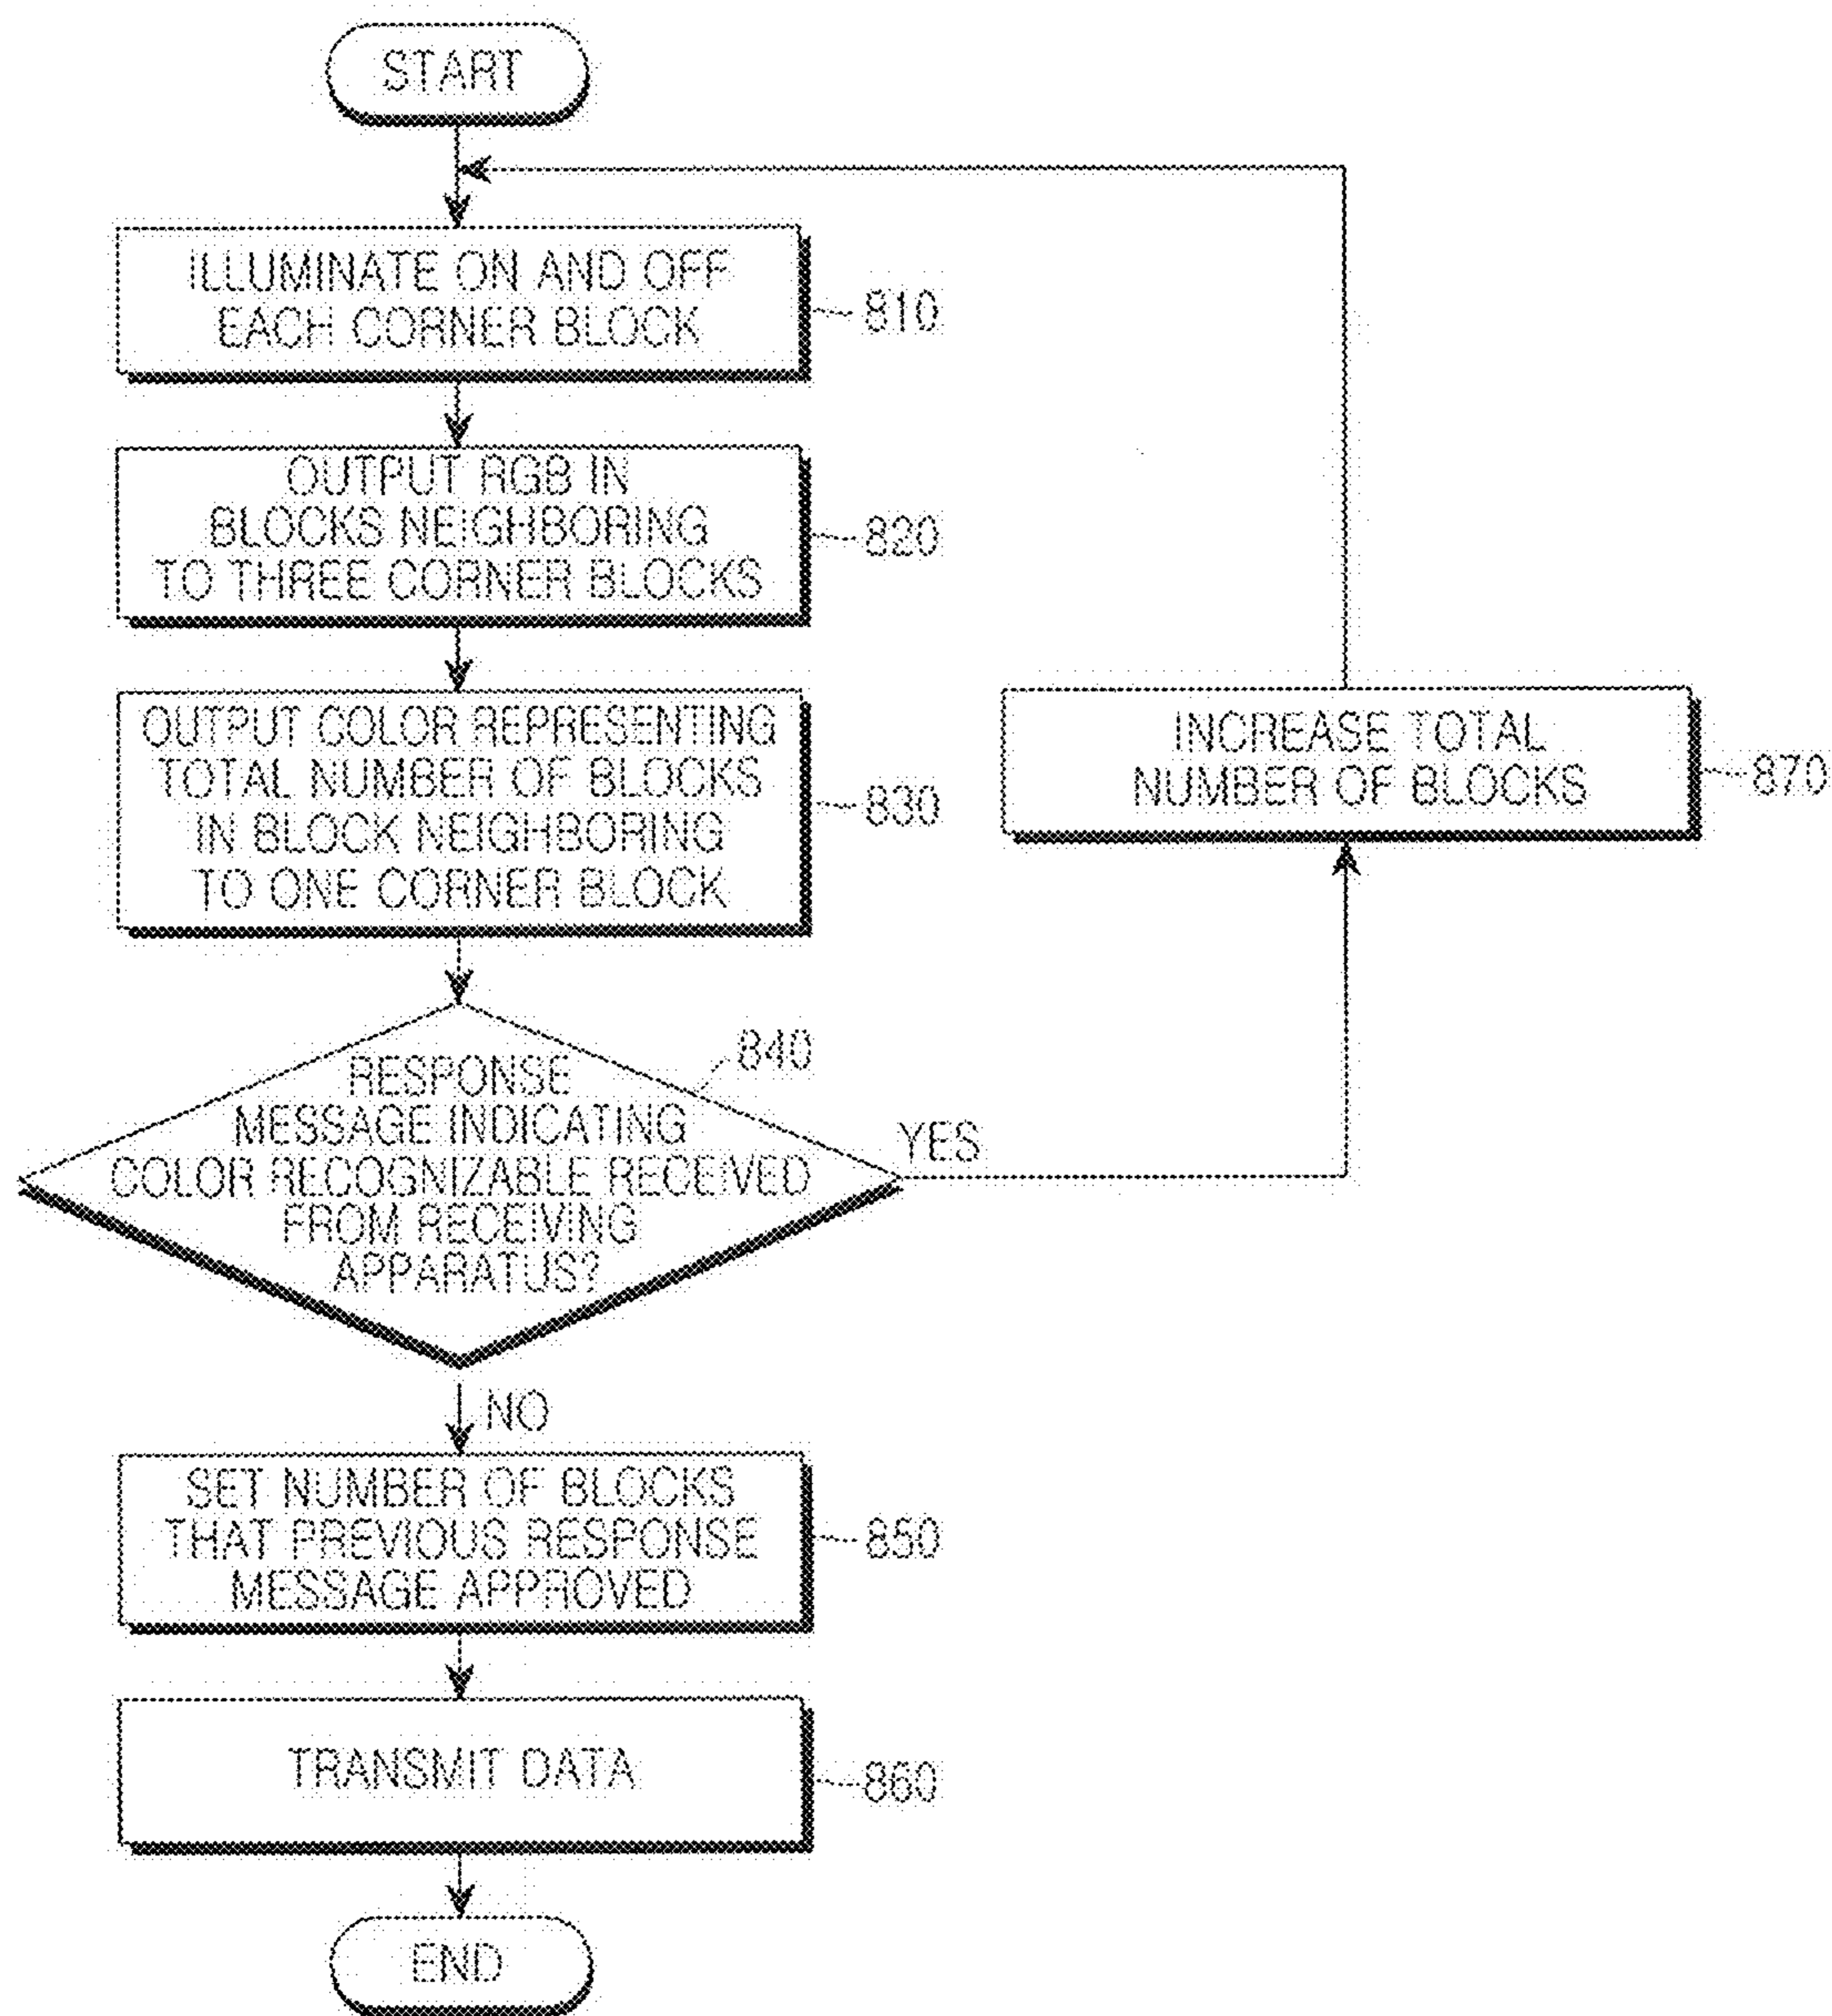 START
ILLUMINATE ON AND OFF
EACH CORNER BLOCK
810
OUTPUT RGB IN
BLOCKS NEIGHBORING
TO THREE CORNER BLOCKS
820
OUTPUT COLOR REPRESENTING
TOTAL NUMBER OF BLOCKS
IN BLOCK NEIGHBORING
TO ONE CORNER BLOCK
830
INCREASE TOTAL
NUMBER OF BLOCKS
870
840
RESPONSE
MESSAGE INDICATING
COLOR RECOGNIZABLE RECEIVED
FROM RECEIVING
APPARATUS?
YES
NO
SET NUMBER OF BLOCKS
THAT PREVIOUS RESPONSE
MESSAGE APPROVED
850
TRANSMIT DATA
860
END